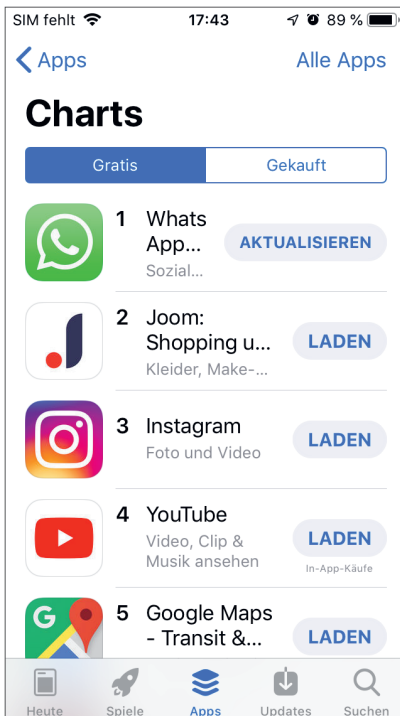 SIM fehlt 17:43 89 %
Apps Alle Apps
Charts
Gratis Gekauft
1 Whats
App...
AKTUALISIEREN
Sozial...
2 Joom:
Shopping u...
LADEN
Kleider, Make-...
3 Instagram
LADEN
Foto und Video
4 YouTube
Video, Clip &
Musik ansehen
LADEN
In-App-Käufe
G
5 Google Maps
- Transit &...
LADEN
Heute Spiele Apps Updates Suchen